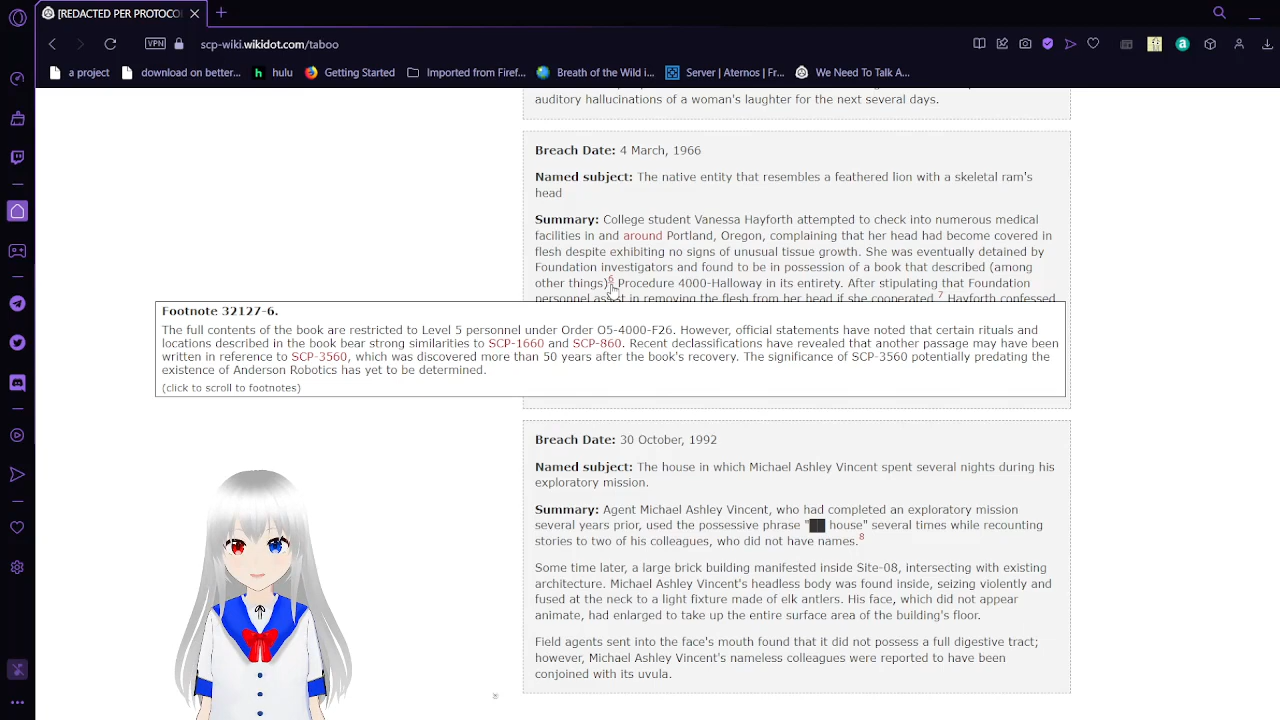 [REDACTED PER PROTOCO
VPN
scp-wiki.wikidot.com/taboo
a project
download on better...
hulu
Getting Started
Imported from Firef...
Breath of the Wild i...
Server | Aternos | Fr...
We Need To Talk A...
auditory hallucinations of a woman's laughter for the next several days.
Breach Date: 4 March, 1966
Named subject: The native entity that resembles a feathered lion with a skeletal ram's
head
Summary: College student Vanessa Hayforth attempted to check into numerous medical
facilities in and around Portland, Oregon, complaining that her head had become covered in
flesh despite exhibiting no signs of unusual tissue growth. She was eventually detained by
Foundation investigators and found to be in possession of a book that described (among
other things)6 Procedure 4000-Halloway in its entirety. After stipulating that Foundation
personnel assist in removing the flesh from her head if she cooperated,7 Hayforth confessed
Footnote 32127-6.
The full contents of the book are restricted to Level 5 personnel under Order O5-4000-F26. However, official statements have noted that certain rituals and
locations described in the book bear strong similarities to SCP-1660 and SCP-860. Recent declassifications have revealed that another passage may have been
written in reference to SCP-3560, which was discovered more than 50 years after the book's recovery. The significance of SCP-3560 potentially predating the
existence of Anderson Robotics has yet to be determined.
(click to scroll to footnotes)
Breach Date: 30 October, 1992
Named subject: The house in which Michael Ashley Vincent spent several nights during his
exploratory mission.
Summary: Agent Michael Ashley Vincent, who had completed an exploratory mission
several years prior, used the possessive phrase "██ house" several times while recounting
stories to two of his colleagues, who did not have names.8
Some time later, a large brick building manifested inside Site-08, intersecting with existing
architecture. Michael Ashley Vincent's headless body was found inside, seizing violently and
fused at the neck to a light fixture made of elk antlers. His face, which did not appear
animate, had enlarged to take up the entire surface area of the building's floor.
Field agents sent into the face's mouth found that it did not possess a full digestive tract;
however, Michael Ashley Vincent's nameless colleagues were reported to have been
conjoined with its uvula.